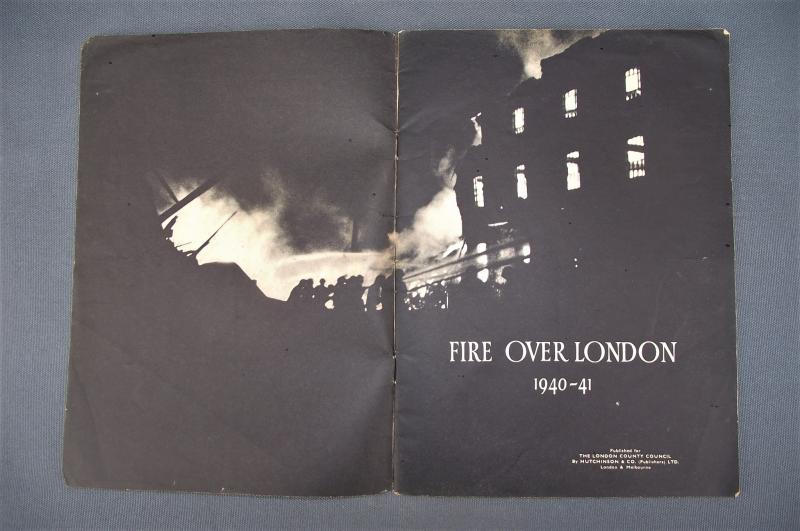 FIRE OVER LONDON
1940-41
Published for
THE LONDON COUNTY COUNCIL
By HUTCHINSON & CO. (Publishers) LTD.
London & Melbourne